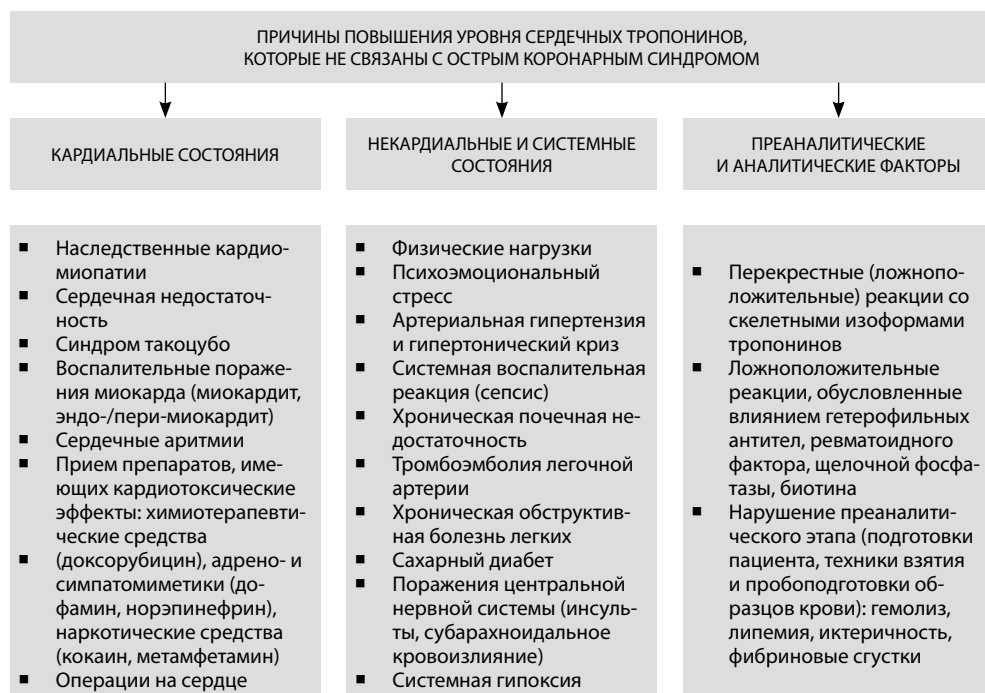 ПРИЧИНЫ ПОВЫШЕНИЯ УРОВНЯ СЕРДЕЧНЫХ ТРОПОНИНОВ,
КОТОРЫЕ НЕ СВЯЗАНЫ С ОСТРЫМ КОРОНАРНЫМ СИНДРОМОМ
КАРДИАЛЬНЫЕ СОСТОЯНИЯ
НЕКАРДИАЛЬНЫЕ И СИСТЕМНЫЕ
СОСТОЯНИЯ
ПРЕАНАЛИТИЧЕСКИЕ
И АНАЛИТИЧЕСКИЕ ФАКТОРЫ
▪ Наследственные кардио-
миопатии
▪ Сердечная недостаточ-
ность
▪ Синдром такоцубо
▪ Воспалительные пораже-
ния миокарда (миокардит,
эндо-/пери-миокардит)
▪ Сердечные аритмии
▪ Прием препаратов, име-
ющих кардиотоксические
эффекты: химиотерапевти-
ческие средства
▪ (доксорубицин), адрено- и
симпатомиметики (до-
фамин, норэпинефрин),
наркотические средства
(кокаин, метамфетамин)
▪ Операции на сердце
▪ Физические нагрузки
▪ Психоэмоциональный
стресс
▪ Артериальная гипертензия
и гипертонический криз
▪ Системная воспалительная
реакция (сепсис)
▪ Хроническая почечная не-
достаточность
▪ Тромбоэмболия легочной
артерии
▪ Хроническая обструктив-
ная болезнь легких
▪ Сахарный диабет
▪ Поражения центральной
нервной системы (инсуль-
ты, субарахноидальное
кровоизлияние)
▪ Системная гипоксия
▪ Перекрестные (ложнопо-
ложительные) реакции со
скелетными изоформами
тропонинов
▪ Ложноположительные
реакции, обусловленные
влиянием гетерофильных
антител, ревматоидного
фактора, щелочной фосфа-
тазы, биотина
▪ Нарушение преаналити-
ческого этапа (подготовки
пациента, техники взятия
и пробоподготовки об-
разцов крови): гемолиз,
липемия, иктеричность,
фибриновые сгустки